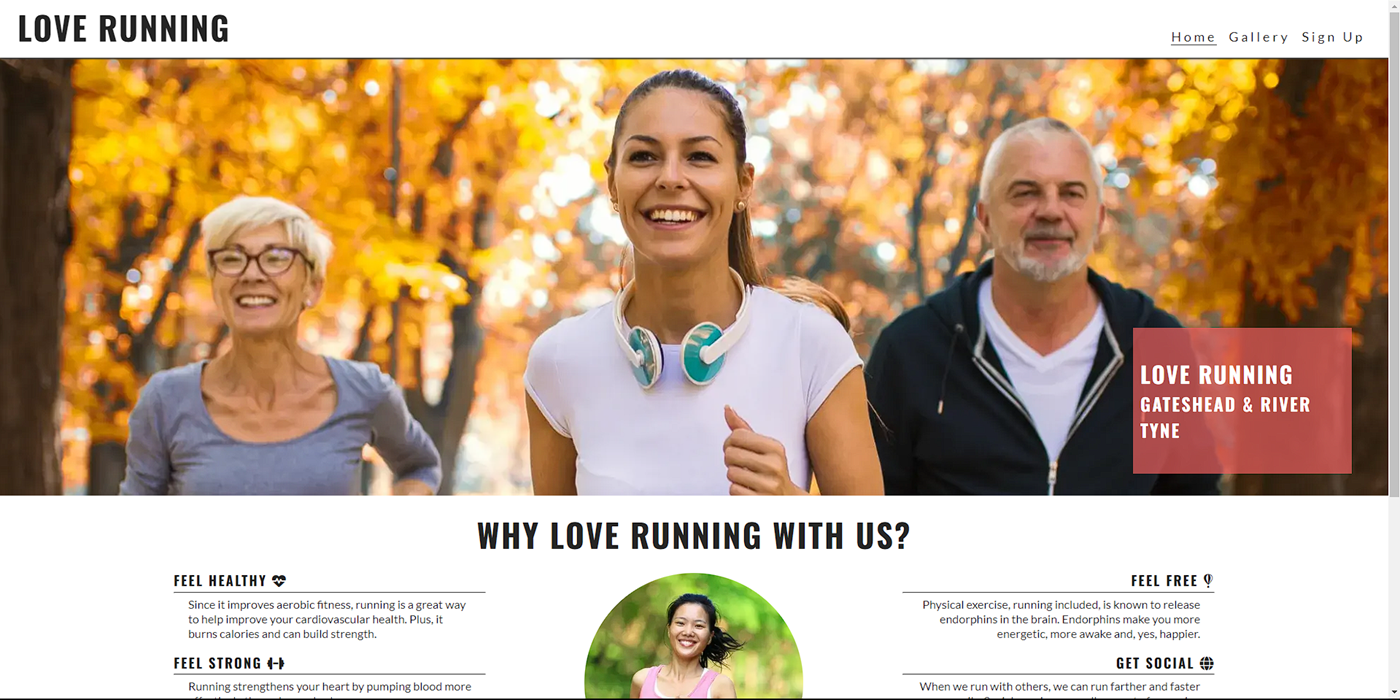 LOVE RUNNING
Home Gallery Sign Up
LOVE RUNNING
GATESHEAD & RIVER
TYNE
WHY LOVE RUNNING WITH US?
FEEL HEALTHY
Since it improves aerobic fitness, running is a great way
to help improve your cardiovascular health. Plus, it
burns calories and can build strength.
FEEL STRONG
Running strengthens your heart by pumping blood more
FEEL FREE
Physical exercise, running included, is known to release
endorphins in the brain. Endorphins make you more
energetic, more awake and, yes, happier.
GET SOCIAL
When we run with others, we can run farther and faster